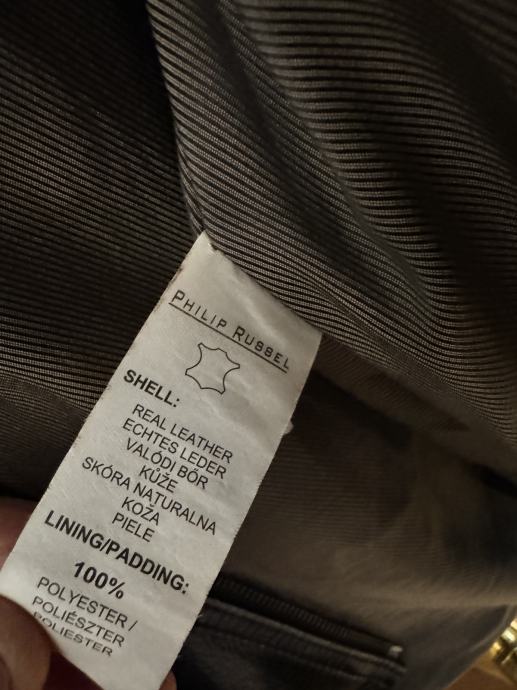 PHILIP RUSSEL
SHELL:
REAL LEATHER
ECHTES LEDER
VALÓDI BŐR
KŮŽE
SKÓRA NATURALNA
KOŽA
PIELE
LINING/PADDING:
100%
POLYESTER /
POLIÉSZTER
POLIESTER